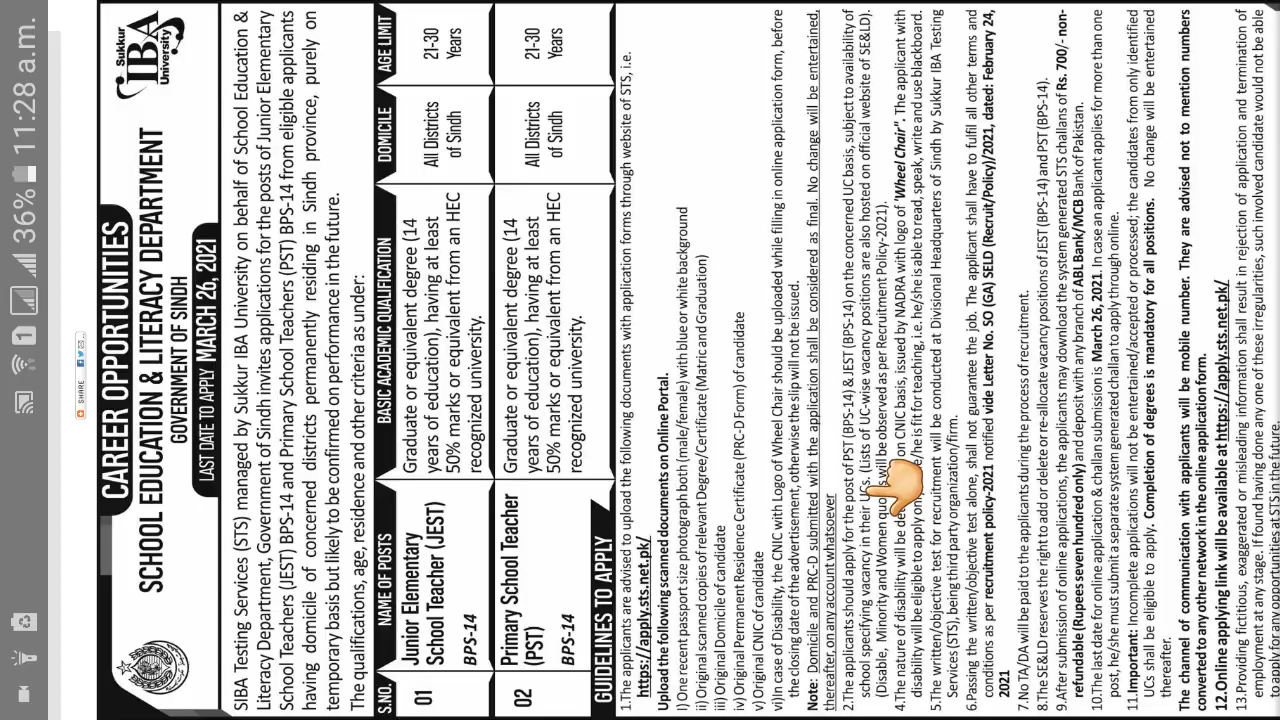 11:28 a.m.
36%
1
SHARE
CAREER OPPORTUNITIES
SCHOOL EDUCATION & LITERACY DEPARTMENT
GOVERNMENT OF SINDH
LAST DATE TO APPLY MARCH 26, 2021
Sukkur
IBA
University
SIBA Testing Services (STS) managed by Sukkur IBA University on behalf of School Education &
Literacy Department, Government of Sindh invites applications for the posts of Junior Elementary
School Teachers (JEST) BPS-14 and Primary School Teachers (PST) BPS-14 from eligible applicants
having domicile of concerned districts permanently residing in Sindh province, purely on
temporary basis but likely to be confirmed on performance in the future.
The qualifications, age, residence and other criteria as under:
S.NO. NAME OF POSTS BASIC ACADEMIC QUALIFICATION DOMICILE AGE LIMIT
01 Junior Elementary School Teacher (JEST) BPS-14 Graduate or equivalent degree (14 years of education), having at least 50% marks or equivalent from an HEC recognized university. All Districts of Sindh 21-30 Years
02 Primary School Teacher (PST) BPS-14 Graduate or equivalent degree (14 years of education), having at least 50% marks or equivalent from an HEC recognized university. All Districts of Sindh 21-30 Years
GUIDELINES TO APPLY
1.The applicants are advised to upload the following documents with application forms through website of STS, i.e.
https://apply.sts.net.pk/
Upload the following scanned documents on Online Portal.
I) One recent passport size photograph both (male/female) with blue or white background
ii) Original scanned copies of relevant Degree/Certificate (Matric and Graduation)
iii) Original Domicile of candidate
iv) Original Permanent Residence Certificate (PRC-D Form) of candidate
v) Original CNIC of candidate
vi)In case of Disability, the CNIC with Logo of Wheel Chair should be uploaded while filling in online application form, before
the closing date of the advertisement, otherwise the slip will not be issued.
Note: Domicile and PRC-D submitted with the application shall be considered as final. No change will be entertained,
thereafter, on any account whatsoever
2.The applicants should apply for the post of PST (BPS-14) & JEST (BPS-14) on the concerned UC basis, subject to availability of
school specifying vacancy in their UCs. (Lists of UC-wise vacancy positions are also hosted on official website of SE&LD).
(Disable, Minority and Women will be observed as per Recruitment Policy-2021).
4.The nature of disability will be on CNIC basis, issued by NADRA with logo of "Wheel Chair". The applicant with
disability will be eligible to apply only he/she/he is fit for teaching, i.e. he/she is able to read, speak, write and use blackboard.
5.The written/objective test for recruitment will be conducted at Divisional Headquarters of Sindh by Sukkur IBA Testing
Services (STS), being third party organization/firm.
6.Passing the written/objective test alone, shall not guarantee the job. The applicant shall have to fulfil all other terms and
conditions as per recruitment policy-2021 notified vide Letter No. SO (GA) SELD (Recruit/Policy)/2021, dated: February 24,
2021
7.No TA/DA will be paid to the applicants during the process of recruitment.
8.The SE&LD reserves the right to add or delete or re-allocate vacancy positions of JEST (BPS-14) and PST (BPS-14).
9.After submission of online applications, the applicants may download the system generated STS challans of Rs. 700/- non-
refundable (Rupees seven hundred only) and deposit with any branch of ABL Bank/MCB Bank of Pakistan.
10.The last date for online application & challan submission is March 26, 2021. In case an applicant applies for more than one
post, he/she must submit a separate system generated challan to apply through online.
11.Important: Incomplete applications will not be entertained/accepted or processed; the candidates from only identified
UCs shall be eligible to apply. Completion of degrees is mandatory for all positions. No change will be entertained
thereafter.
The channel of communication with applicants will be mobile number. They are advised not to mention numbers
converted to any other network in the online application form.
12.Online applying link will be available at https://apply.sts.net.pk/
13.Providing fictitious, exaggerated or misleading information shall result in rejection of application and termination of
employment at any stage. If found having done any one of these irregularities, such involved candidate would not be able
to apply for any opportunities at STS in the future.